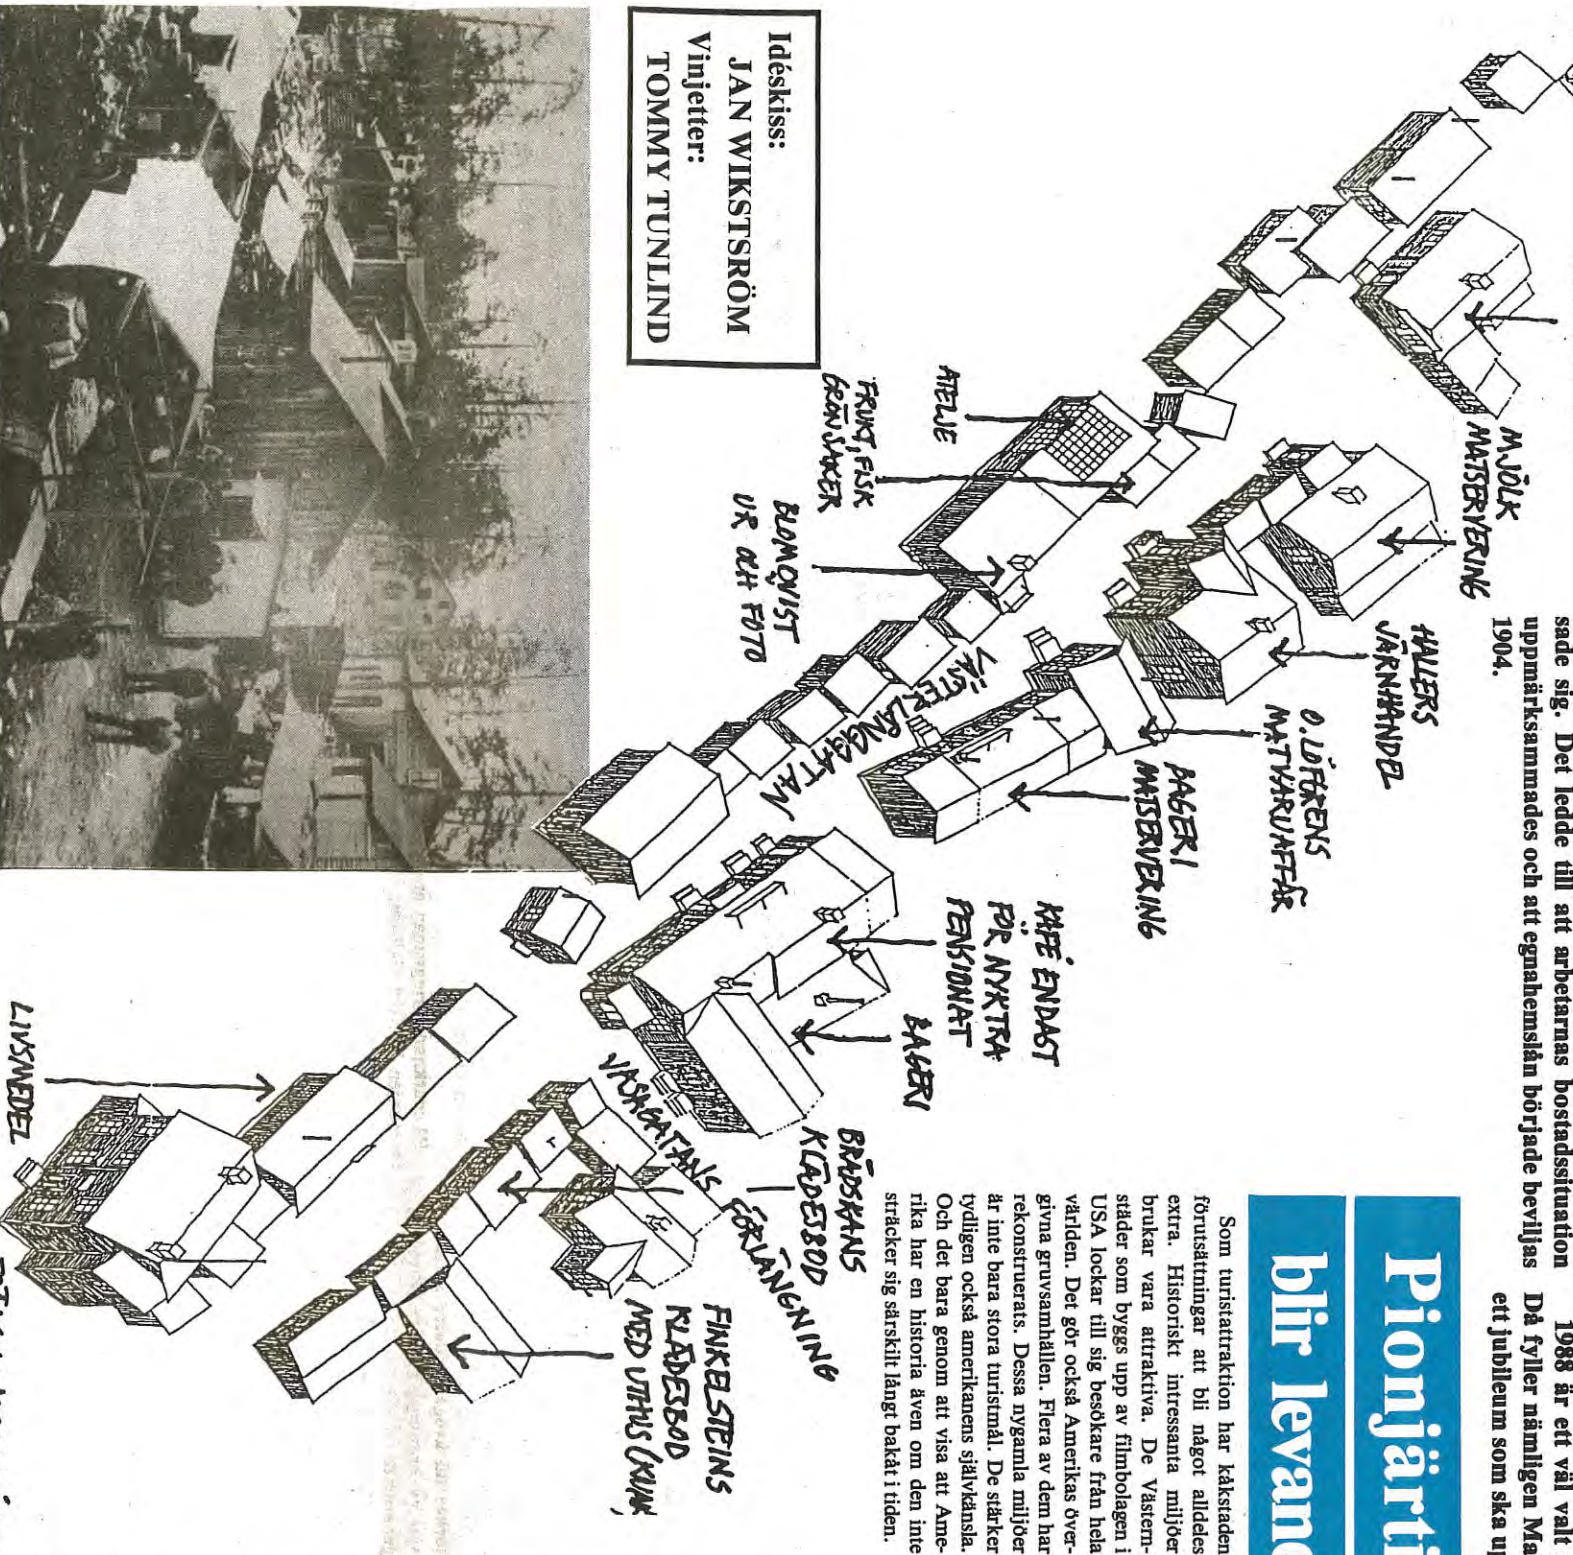 sade sig. Det ledde till att arbetarnas bostadssituation
uppmärksammades och att egnahemslån började beviljas
1904.
1988 är ett väl valt
Då fyller nämligen
ett jubileum som ska
Pionjärt
blir levan
Som turistattraktion har kåkstaden
förutsättningar att bli något alldeles
extra. Historiskt intressanta miljöer
brukar vara attraktiva. De Västern-
städer som byggs upp av filmbolagen i
USA lockar till sig besökare från hela
världen. Det gör också Amerikas över-
givna gruvsamhällen. Flera av dem har
rekonstruerats. Dessa nygamla miljöer
är inte bara stora turistmål. De stärker
tydligen också amerikanens självkänsla.
Och det bara genom att visa att Ame-
rika har en historia även om den inte
sträcker sig särskilt långt bakåt i tiden.
MJÖLK
MATSERVERING
HALLERS
JÄRNHANDEL
O. LÖFGRENS
MATVARUAFFÄR
BAGERI
MATSERVERING
KAFÉ ENDAST
FÖR NYKTRA
PENSIONAT
BAGERI
BRÄDSKANS
KLÄDESBOD
VASAGATANS FÖRLÄNGNING
FINKELSTEINS
KLÄDESBOD
MED UTHUS
ATELJE
FRUKT, FISK
GRÖNSAKER
BLOMQVIST
UR OCH FOTO
VÄSTERLÅNGGATAN
LIVSMEDEL
Idéskiss:
JAN WIKSTSRÖM
Vinjetter:
TOMMY TUNLIND